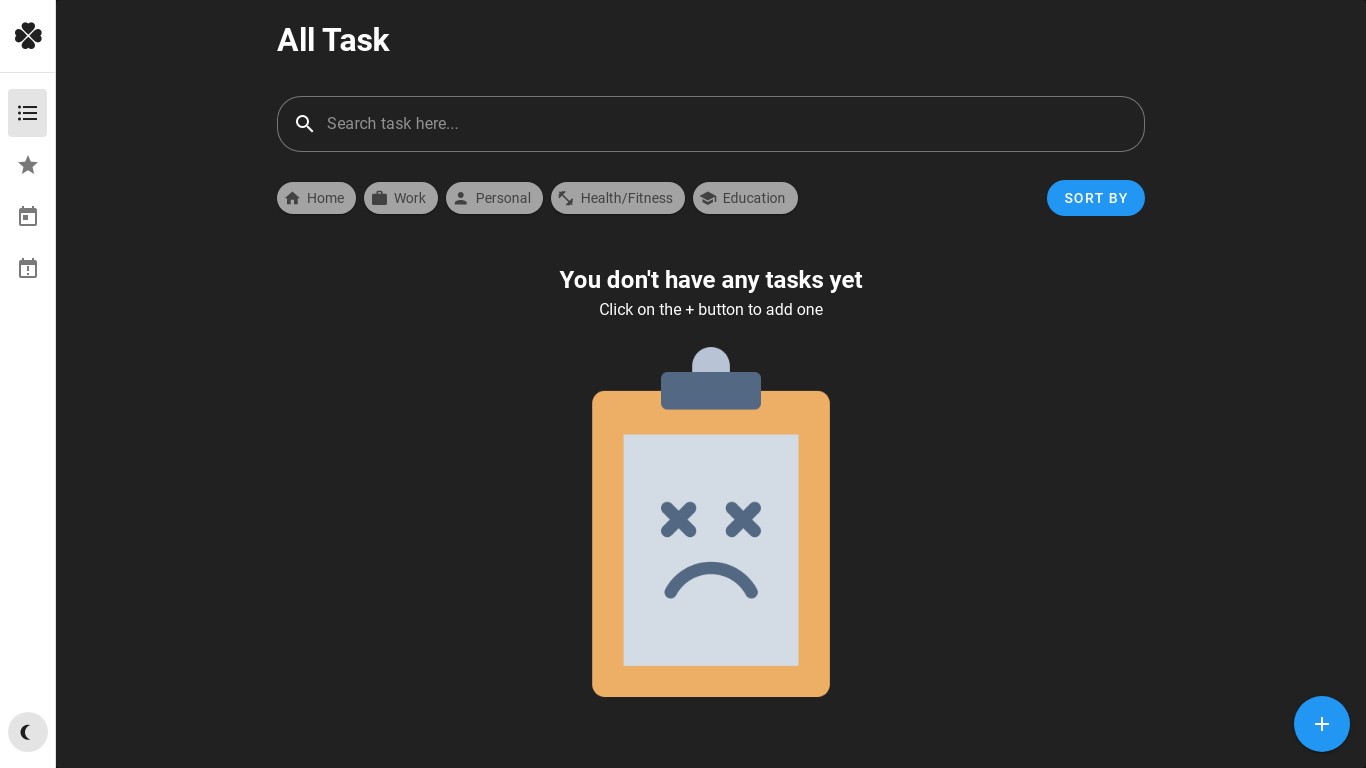 All Task
Search task here...
Home Work Personal Health/Fitness Education SORT BY
You don't have any tasks yet
Click on the + button to add one